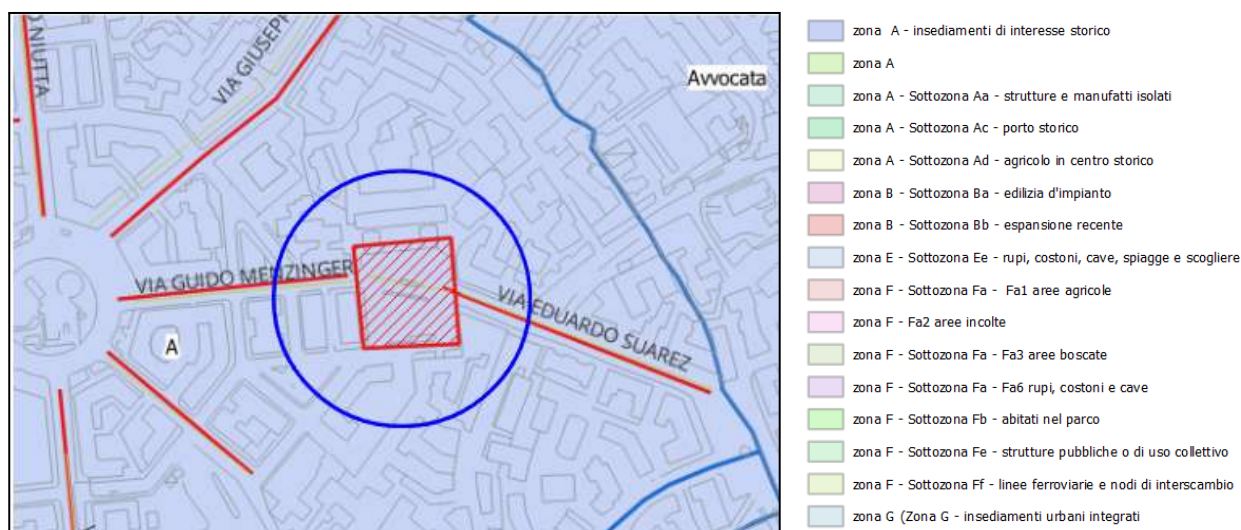 O NIUTTA
VIA GIUSEPP
Avvocata
VIA GUIDO MENZINGER
VIA EDUARDO SUAREZ
A
zona A - insediamenti di interesse storico
zona A
zona A - Sottozona Aa - strutture e manufatti isolati
zona A - Sottozona Ac - porto storico
zona A - Sottozona Ad - agricolo in centro storico
zona B - Sottozona Ba - edilizia d'impianto
zona B - Sottozona Bb - espansione recente
zona E - Sottozona Ee - rupi, costoni, cave, spiagge e scogliere
zona F - Sottozona Fa - Fa1 aree agricole
zona F - Fa2 aree incolte
zona F - Sottozona Fa - Fa3 aree boscate
zona F - Sottozona Fa - Fa6 rupi, costoni e cave
zona F - Sottozona Fb - abitati nel parco
zona F - Sottozona Fe - strutture pubbliche o di uso collettivo
zona F - Sottozona Ff - linee ferroviarie e nodi di interscambio
zona G (Zona G - insediamenti urbani integrati